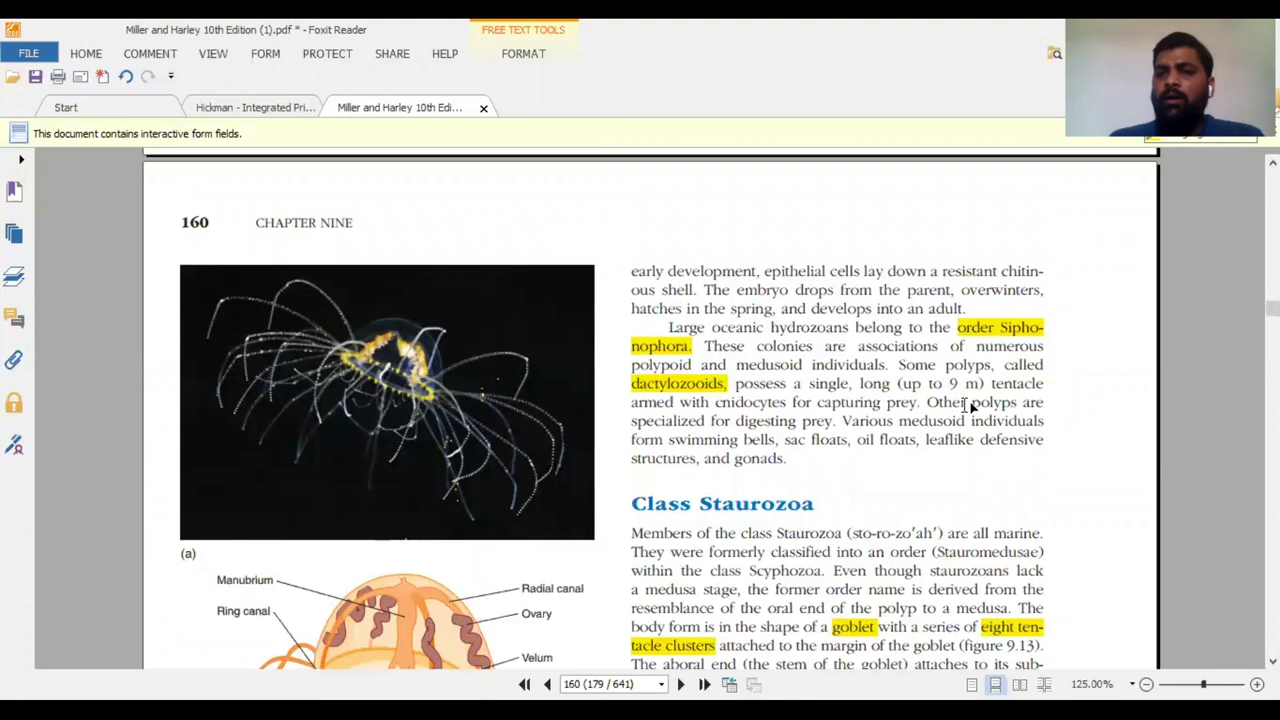 Miller and Harley 10th Edition (1).pdf * - Foxit Reader
FREE TEXT TOOLS
FILE HOME COMMENT VIEW FORM PROTECT SHARE HELP FORMAT
Start Hickman - Integrated Pri... Miller and Harley 10th Edi...
This document contains interactive form fields.
160 CHAPTER NINE
(a)
Manubrium
Ring canal
Radial canal
Ovary
Velum
early development, epithelial cells lay down a resistant chitin-
ous shell. The embryo drops from the parent, overwinters,
hatches in the spring, and develops into an adult.
Large oceanic hydrozoans belong to the order Sipho-
nophora. These colonies are associations of numerous
polypoid and medusoid individuals. Some polyps, called
dactylozooids, possess a single, long (up to 9 m) tentacle
armed with cnidocytes for capturing prey. Other polyps are
specialized for digesting prey. Various medusoid individuals
form swimming bells, sac floats, oil floats, leaflike defensive
structures, and gonads.
Class Staurozoa
Members of the class Staurozoa (sto-ro-zo′ah′) are all marine.
They were formerly classified into an order (Stauromedusae)
within the class Scyphozoa. Even though staurozoans lack
a medusa stage, the former order name is derived from the
resemblance of the oral end of the polyp to a medusa. The
body form is in the shape of a goblet with a series of eight ten-
tacle clusters attached to the margin of the goblet (figure 9.13).
The aboral end (the stem of the goblet) attaches to its sub-
160 (179 / 641)
125.00%